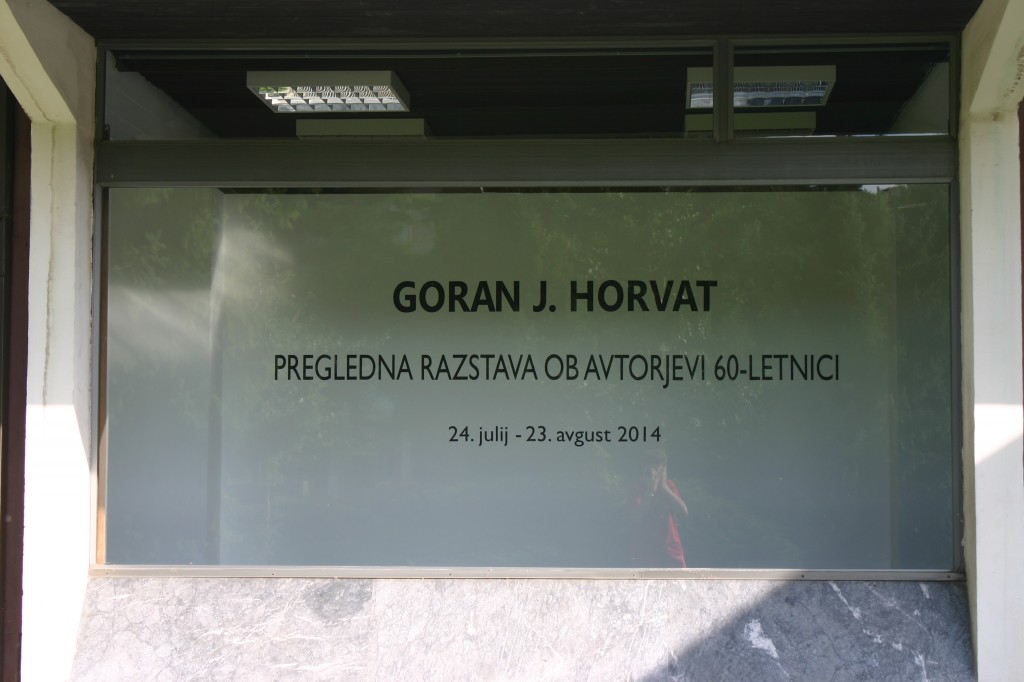 GORAN J. HORVAT
PREGLEDNA RAZSTAVA OB AVTORJEVI 60-LETNICI
24. julij - 23. avgust 2014